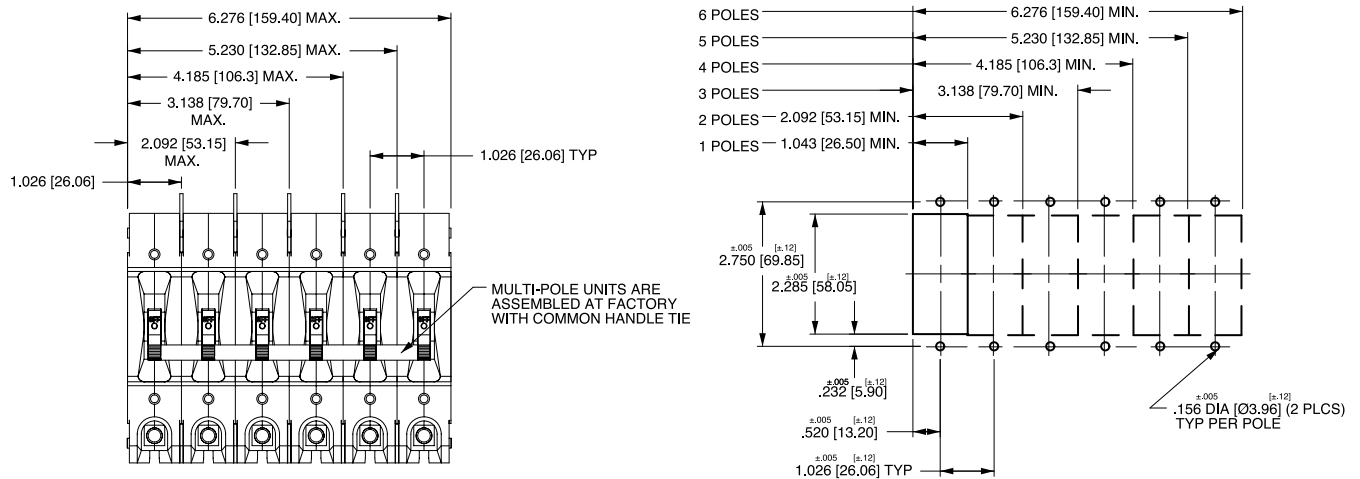 6.276 [159.40] MAX.
5.230 [132.85] MAX.
4.185 [106.3] MAX.
3.138 [79.70]
MAX.
2.092 [53.15]
MAX.
1.026 [26.06]
1.026 [26.06] TYP
MULTI-POLE UNITS ARE
ASSEMBLED AT FACTORY
WITH COMMON HANDLE TIE
OFF OFF OFF OFF OFF OFF
6 POLES 6.276 [159.40] MIN.
5 POLES 5.230 [132.85] MIN.
4 POLES 4.185 [106.3] MIN.
3 POLES 3.138 [79.70] MIN.
2 POLES 2.092 [53.15] MIN.
1 POLES 1.043 [26.50] MIN.
±.005 [±.12]
2.750 [69.85]
±.005 [±.12]
2.285 [58.05]
±.005 [±.12]
.232 [5.90]
±.005 [±.12]
.520 [13.20]
±.005 [±.12]
1.026 [26.06] TYP
±.005 [±.12]
.156 DIA [Ø3.96] (2 PLCS)
TYP PER POLE